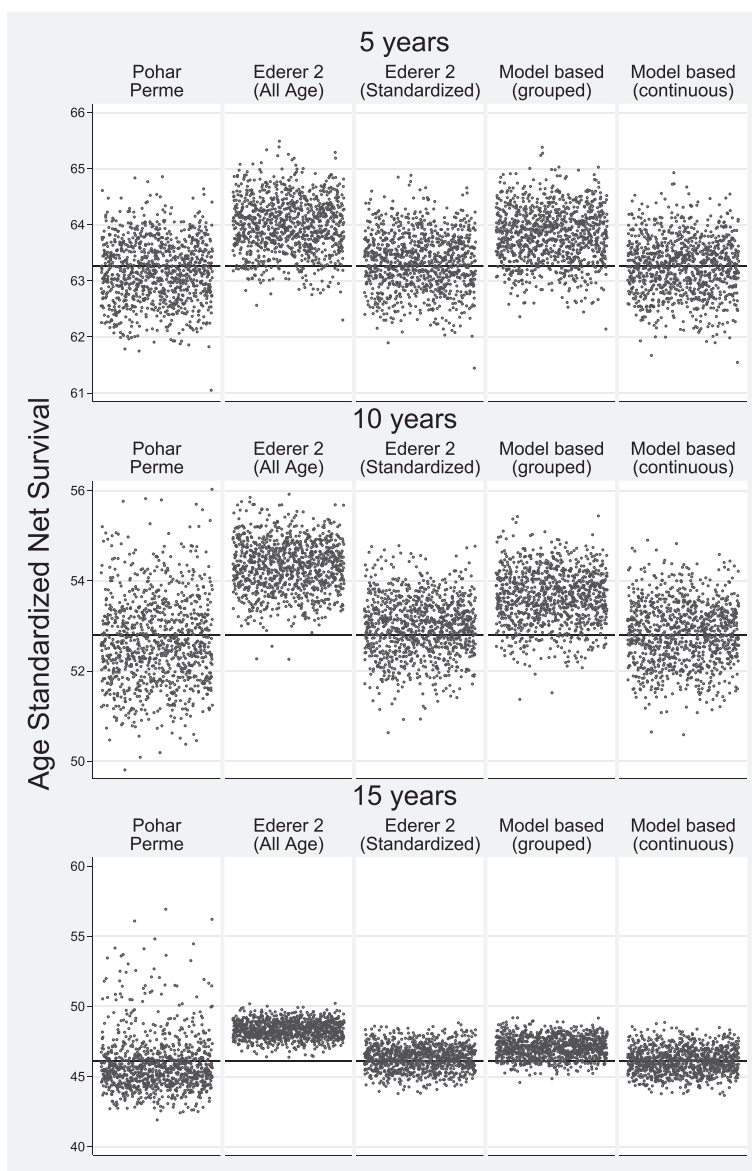 Age Standardized Net Survival
5 years
Pohar Perme
Ederer 2 (All Age)
Ederer 2 (Standardized)
Model based (grouped)
Model based (continuous)
66
65
64
63
62
61
10 years
Pohar Perme
Ederer 2 (All Age)
Ederer 2 (Standardized)
Model based (grouped)
Model based (continuous)
56
54
52
50
15 years
Pohar Perme
Ederer 2 (All Age)
Ederer 2 (Standardized)
Model based (grouped)
Model based (continuous)
60
55
50
45
40